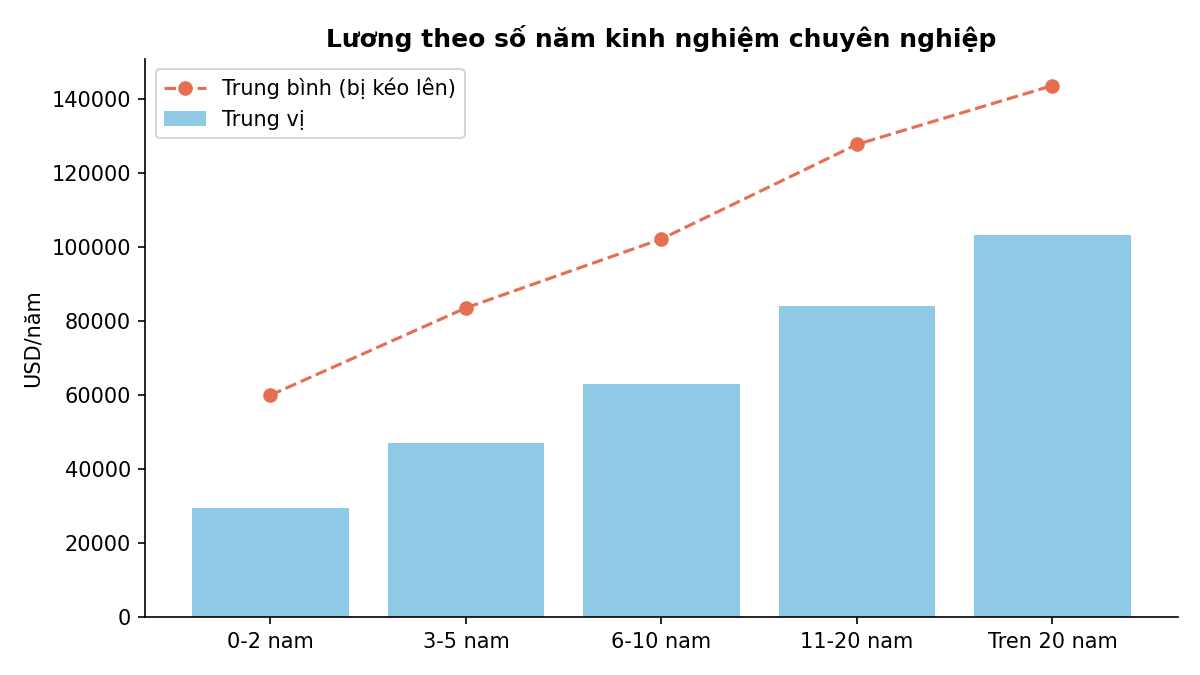 Lương theo số năm kinh nghiệm chuyên nghiệp
Trung bình (bị kéo lên)
Trung vị
USD/năm
140000
120000
100000
80000
60000
40000
20000
0
0-2 nam
3-5 nam
6-10 nam
11-20 nam
Tren 20 nam